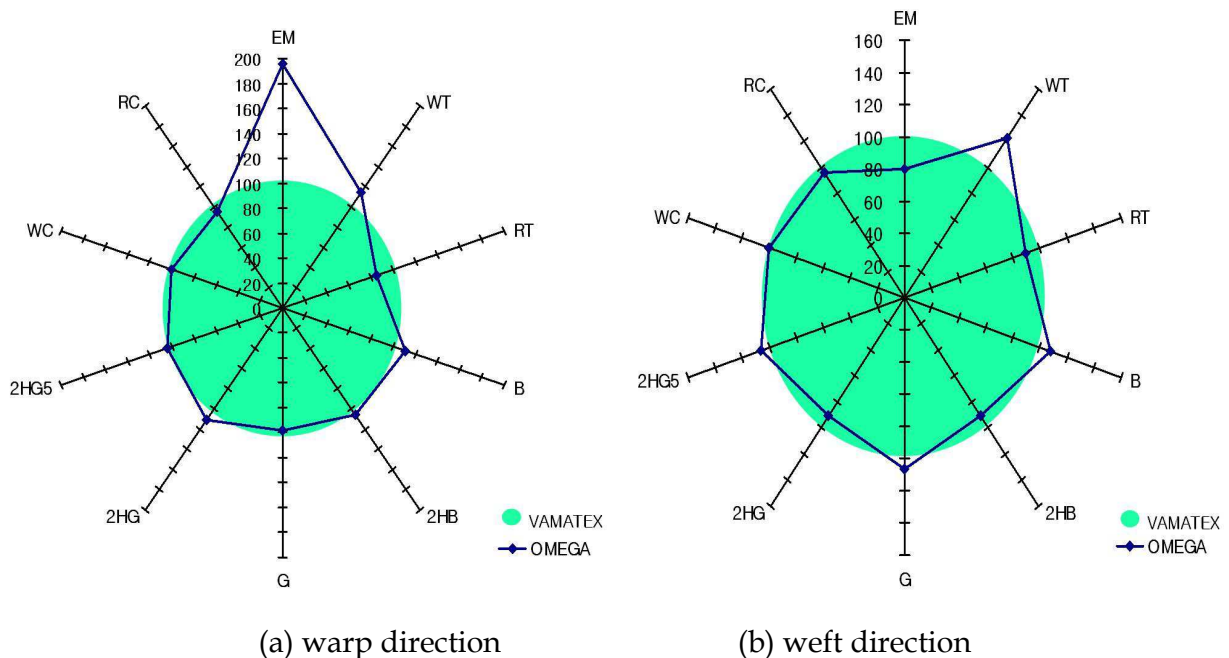 EM
200
180
160
140
120
100
80
60
40
20
0
RC
WT
WC
RT
2HG5
B
2HG
2HB
G
VAMATEX
OMEGA
(a) warp direction
EM
160
140
120
100
80
60
40
20
0
RC
WT
WC
RT
2HG5
B
2HG
2HB
G
VAMATEX
OMEGA
(b) weft direction